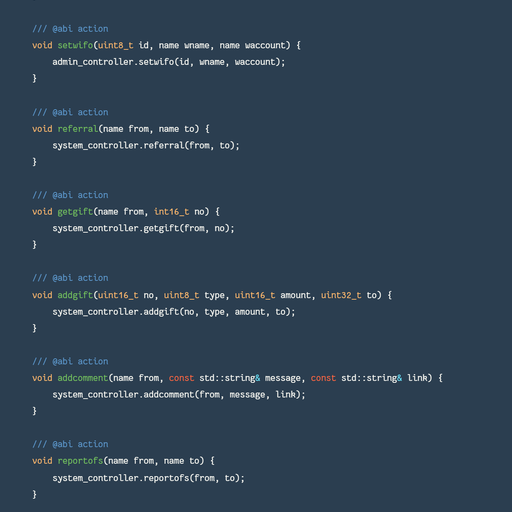 /// @abi action
void setwifo(uint8_t id, name wname, name waccount) {
    admin_controller.setwifo(id, wname, waccount);
}

/// @abi action
void referral(name from, name to) {
    system_controller.referral(from, to);
}

/// @abi action
void getgift(name from, int16_t no) {
    system_controller.getgift(from, no);
}

/// @abi action
void addgift(uint16_t no, uint8_t type, uint16_t amount, uint32_t to) {
    system_controller.addgift(no, type, amount, to);
}

/// @abi action
void addcomment(name from, const std::string& message, const std::string& link) {
    system_controller.addcomment(from, message, link);
}

/// @abi action
void reportofs(name from, name to) {
    system_controller.reportofs(from, to);
}